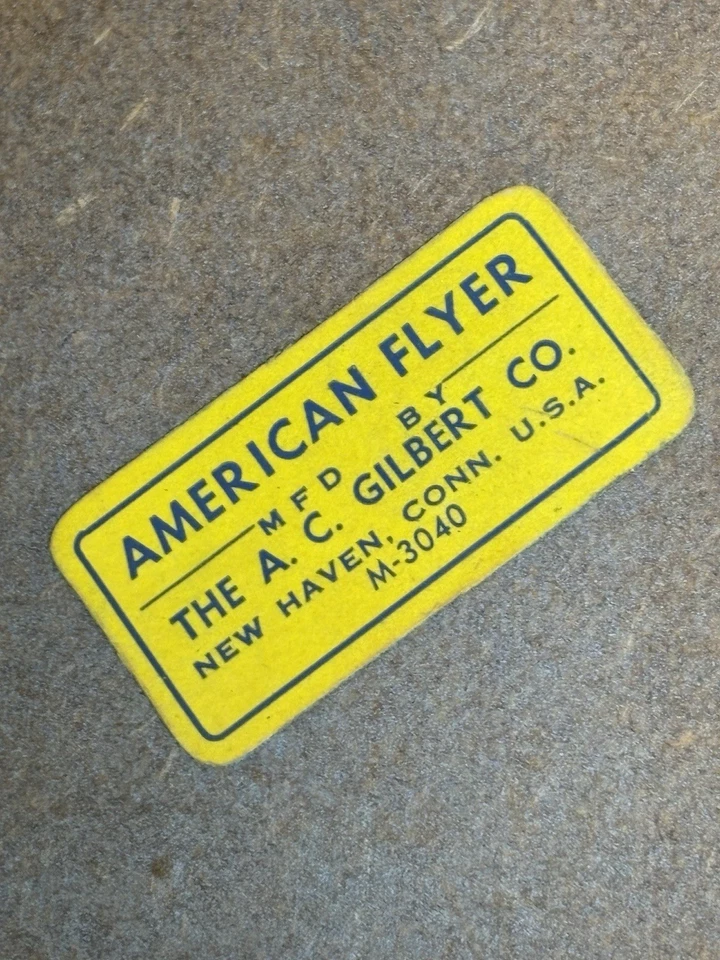 AMERICAN FLYER
MFD BY
THE A. C. GILBERT CO.
NEW HAVEN, CONN. U.S.A.
M-3040